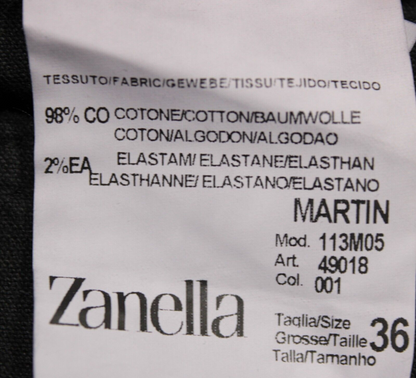 TESSUTO/FABRIC/GEWEBE/TISSU/TEJIDO/TECIDO
98% CO COTONE/COTTON/BAUMWOLLE
COTON/ALGODON/ALGODAO
2%EA ELASTAM/ ELASTANE/ELASTHAN
ELASTHANNE/ ELASTANO/ELASTANO
MARTIN
Mod. 113M05
Art. 49018
Col. 001
Zanella
Taglia/Size
Grosse/Taille 36
Talla/Tamanho